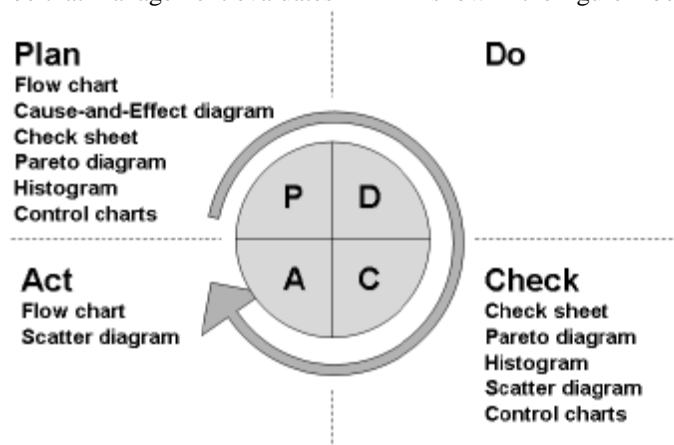 Plan
Flow chart
Cause-and-Effect diagram
Check sheet
Pareto diagram
Histogram
Control charts
Do
P D
A C
Act
Flow chart
Scatter diagram
Check
Check sheet
Pareto diagram
Histogram
Scatter diagram
Control charts